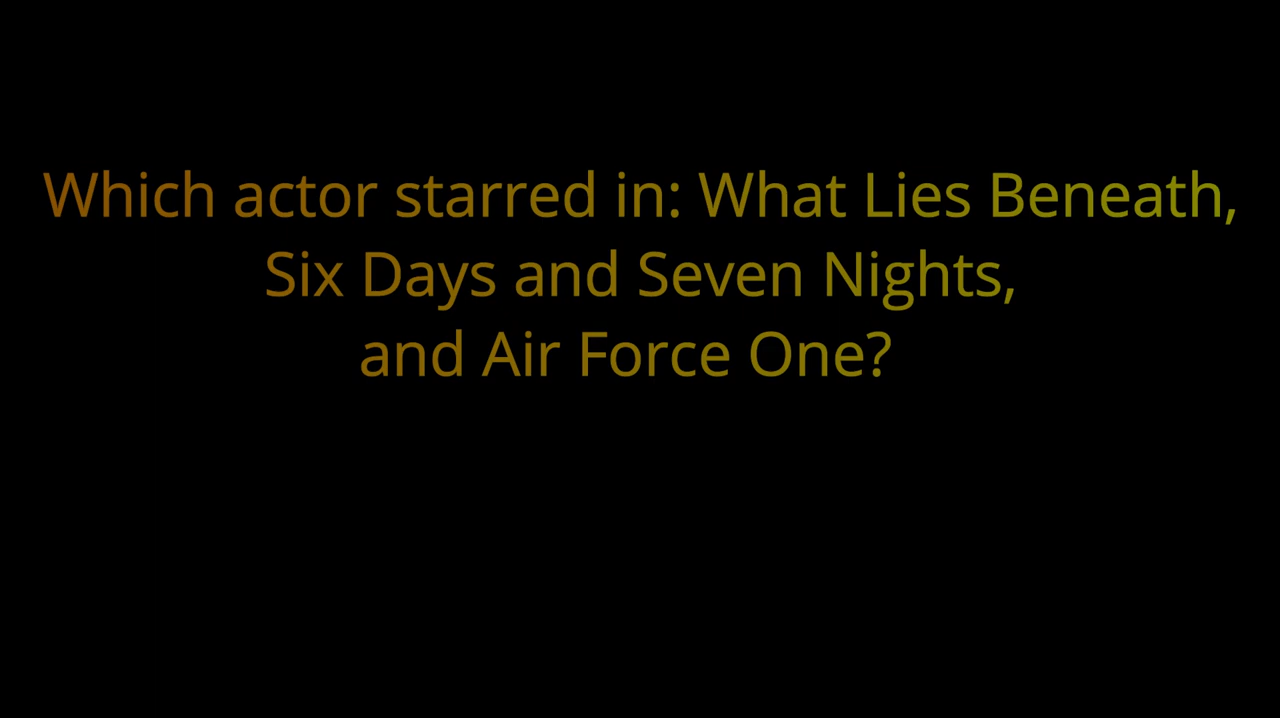 Which actor starred in: What Lies Beneath,
Six Days and Seven Nights,
and Air Force One?